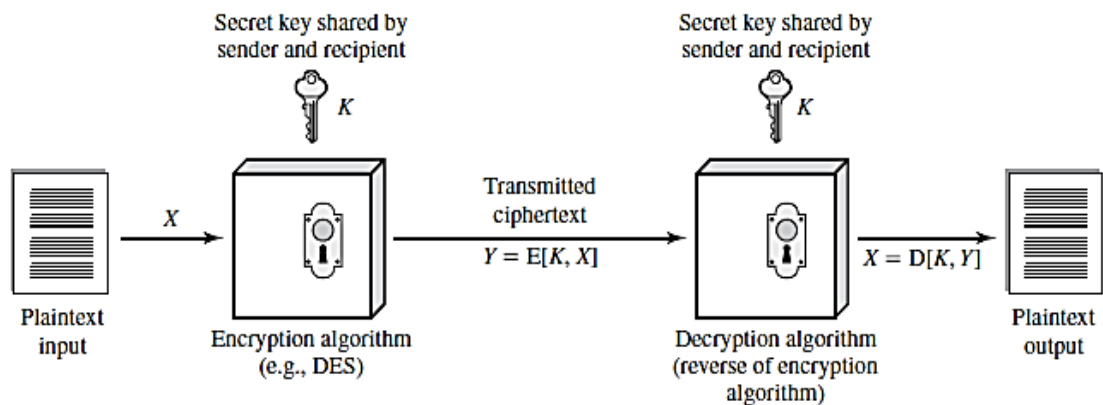 Secret key shared by
sender and recipient
K
Secret key shared by
sender and recipient
K
X
Transmitted
ciphertext
Y = E[K, X]
X = D[K, Y]
Plaintext
input
Encryption algorithm
(e.g., DES)
Decryption algorithm
(reverse of encryption
algorithm)
Plaintext
output